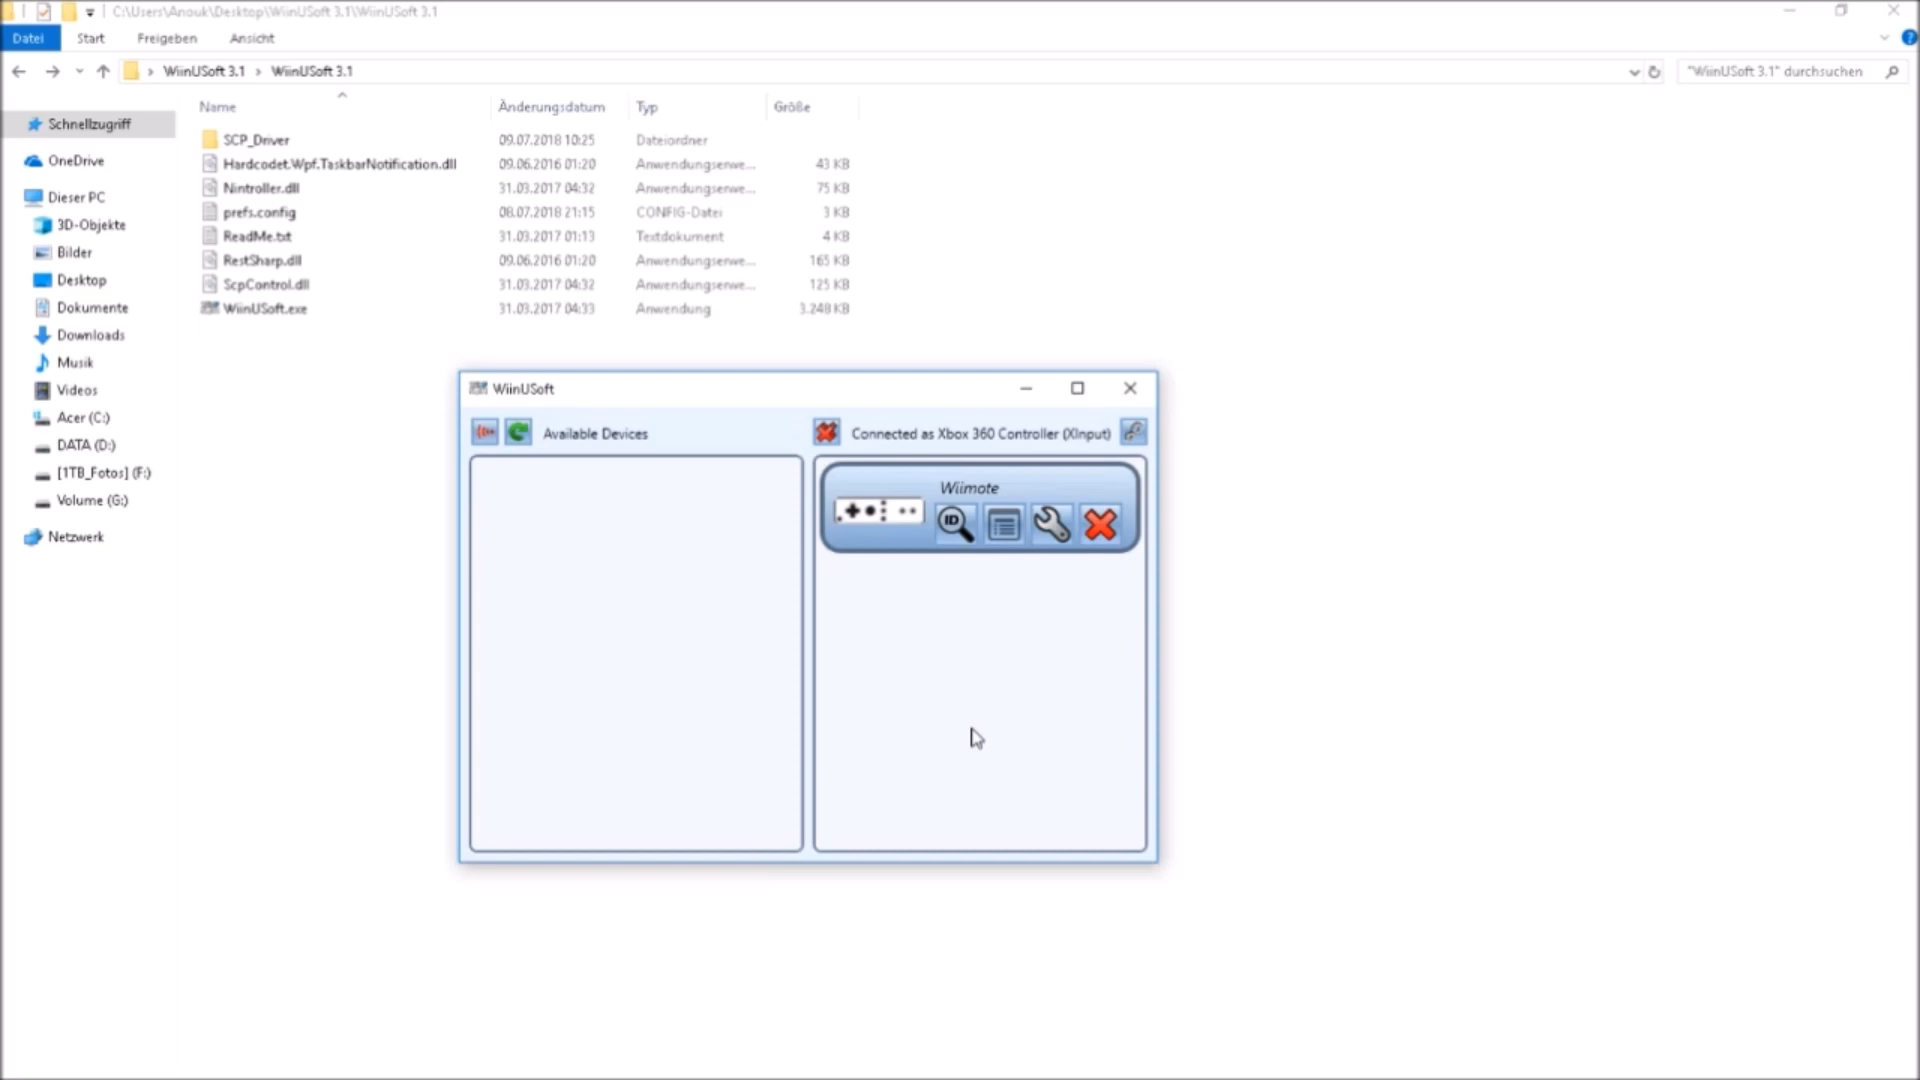 C:\Users\Anouk\Desktop\WiinUSoft 3.1\WiinUSoft 3.1
Datei Start Freigeben Ansicht
WiinUSoft 3.1 › WiinUSoft 3.1
"WiinUSoft 3.1" durchsuchen
Name Änderungsdatum Typ Größe
Schnellzugriff
OneDrive
Dieser PC
3D-Objekte
Bilder
Desktop
Dokumente
Downloads
Musik
Videos
Acer (C:)
DATA (D:)
[1TB_Fotos] (F:)
Volume (G:)
Netzwerk
SCP_Driver 09.07.2018 10:25 Dateiordner
Hardcodet.Wpf.TaskbarNotification.dll 09.06.2016 01:20 Anwendungserwe... 43 KB
Nintroller.dll 31.03.2017 04:32 Anwendungserwe... 75 KB
prefs.config 08.07.2018 21:15 CONFIG-Datei 3 KB
ReadMe.txt 31.03.2017 01:13 Textdokument 4 KB
RestSharp.dll 09.06.2016 01:20 Anwendungserwe... 165 KB
ScpControl.dll 31.03.2017 04:32 Anwendungserwe... 125 KB
WiinUSoft.exe 31.03.2017 04:33 Anwendung 3.248 KB
WiinUSoft
Available Devices
Connected as Xbox 360 Controller (XInput)
Wiimote
ID